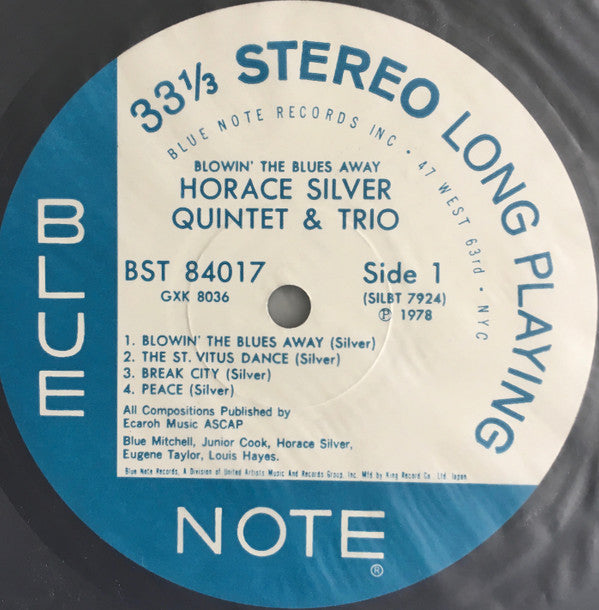 33⅓ STEREO LONG PLAYING
BLUE NOTE RECORDS INC • 47 WEST 63rd • NYC
BLOWIN' THE BLUES AWAY
HORACE SILVER
QUINTET & TRIO
BST 84017 Side 1
GXK 8036 (SILBT 7924)
Ⓟ 1978
1. BLOWIN' THE BLUES AWAY (Silver)
2. THE ST. VITUS DANCE (Silver)
3. BREAK CITY (Silver)
4. PEACE (Silver)
All Compositions Published by
Ecaroh Music ASCAP
Blue Mitchell, Junior Cook, Horace Silver,
Eugene Taylor, Louis Hayes.
Blue Note Records, A Division of United Artists Music And Records Group, Inc. Mfd by King Record Co. Ltd. Japan.
BLUE
NOTE®